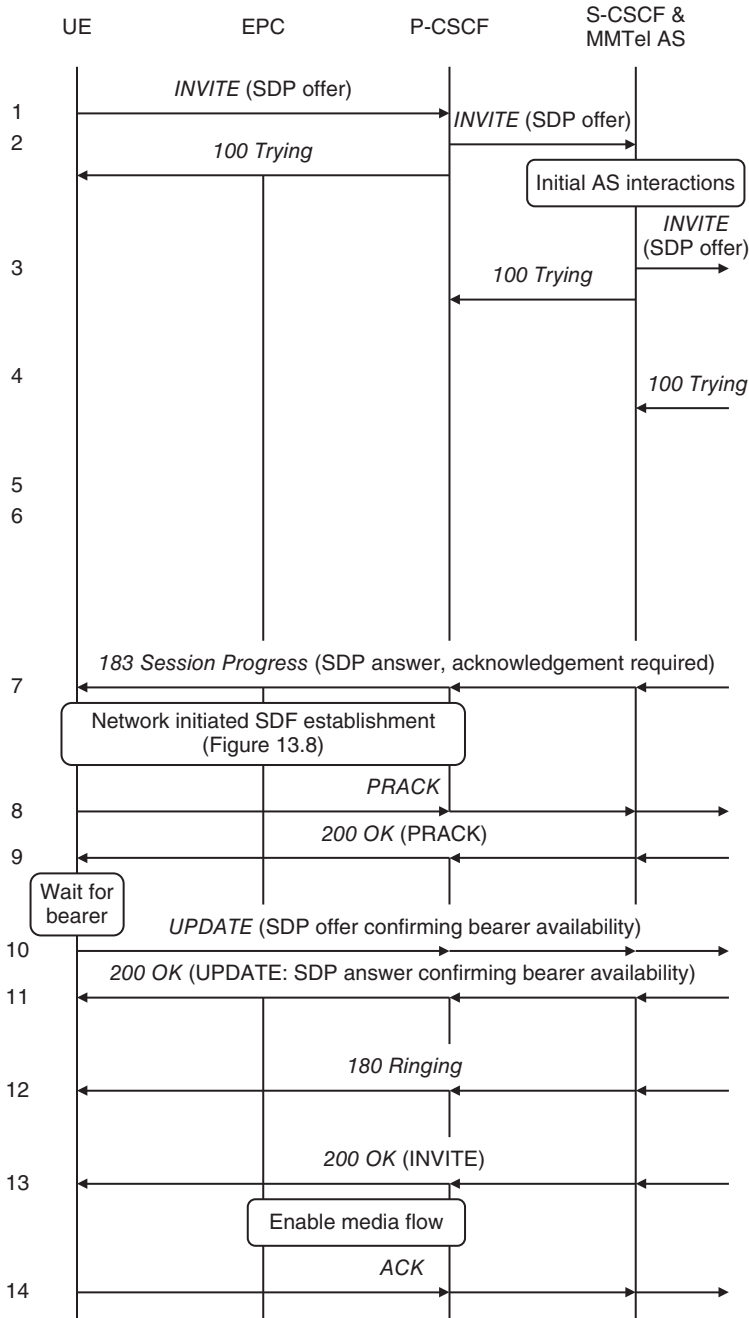 UE EPC P-CSCF S-CSCF &
MMTel AS
INVITE (SDP offer)
1
INVITE (SDP offer)
2
100 Trying
Initial AS interactions
INVITE
(SDP offer)
3
100 Trying
4
100 Trying
5
6
183 Session Progress (SDP answer, acknowledgement required)
7
Network initiated SDF establishment
(Figure 13.8)
PRACK
8
200 OK (PRACK)
9
Wait for
bearer
UPDATE (SDP offer confirming bearer availability)
10
200 OK (UPDATE: SDP answer confirming bearer availability)
11
180 Ringing
12
200 OK (INVITE)
13
Enable media flow
ACK
14